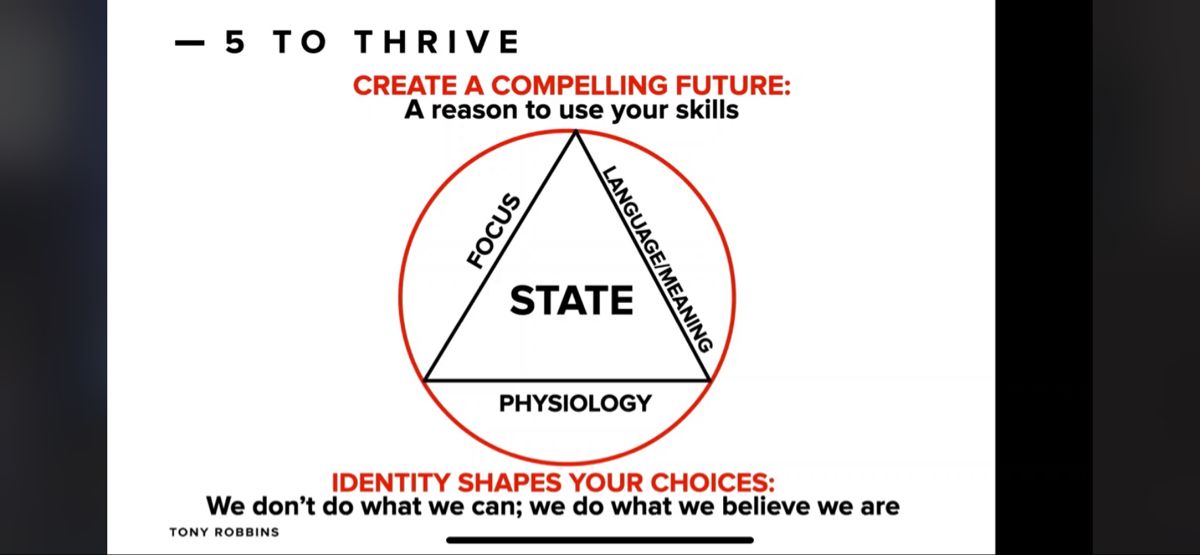 — 5 TO THRIVE
CREATE A COMPELLING FUTURE:
A reason to use your skills
FOCUS
LANGUAGE/MEANING
STATE
PHYSIOLOGY
IDENTITY SHAPES YOUR CHOICES:
We don't do what we can; we do what we believe we are
TONY ROBBINS